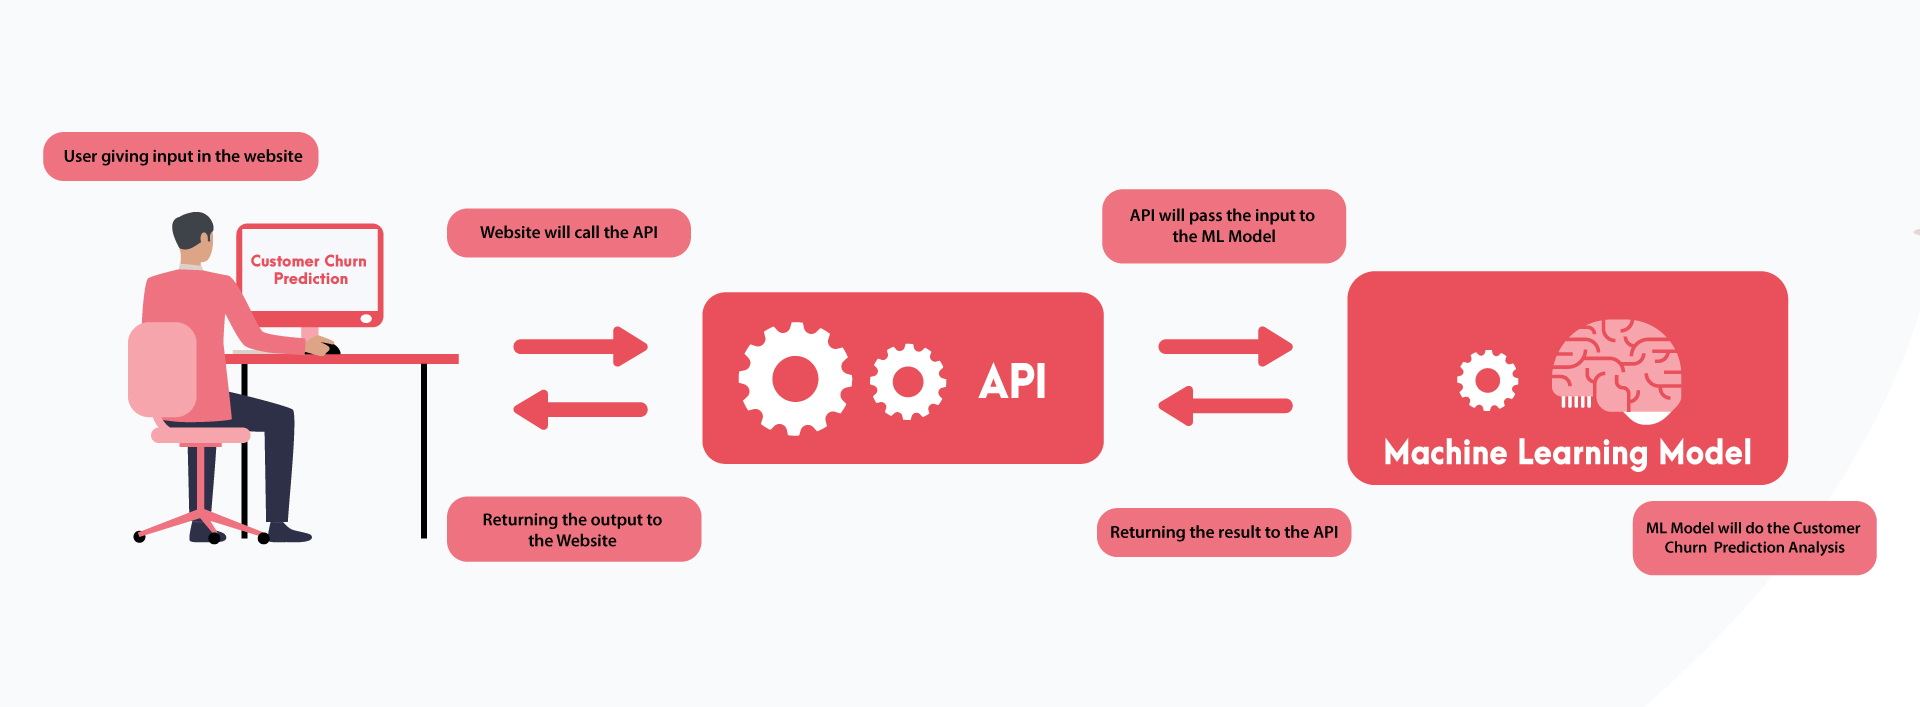 User giving input in the website
Customer Churn
Prediction
Website will call the API
Returning the output to
the Website
API
API will pass the input to
the ML Model
Returning the result to the API
Machine Learning Model
ML Model will do the Customer
Churn Prediction Analysis